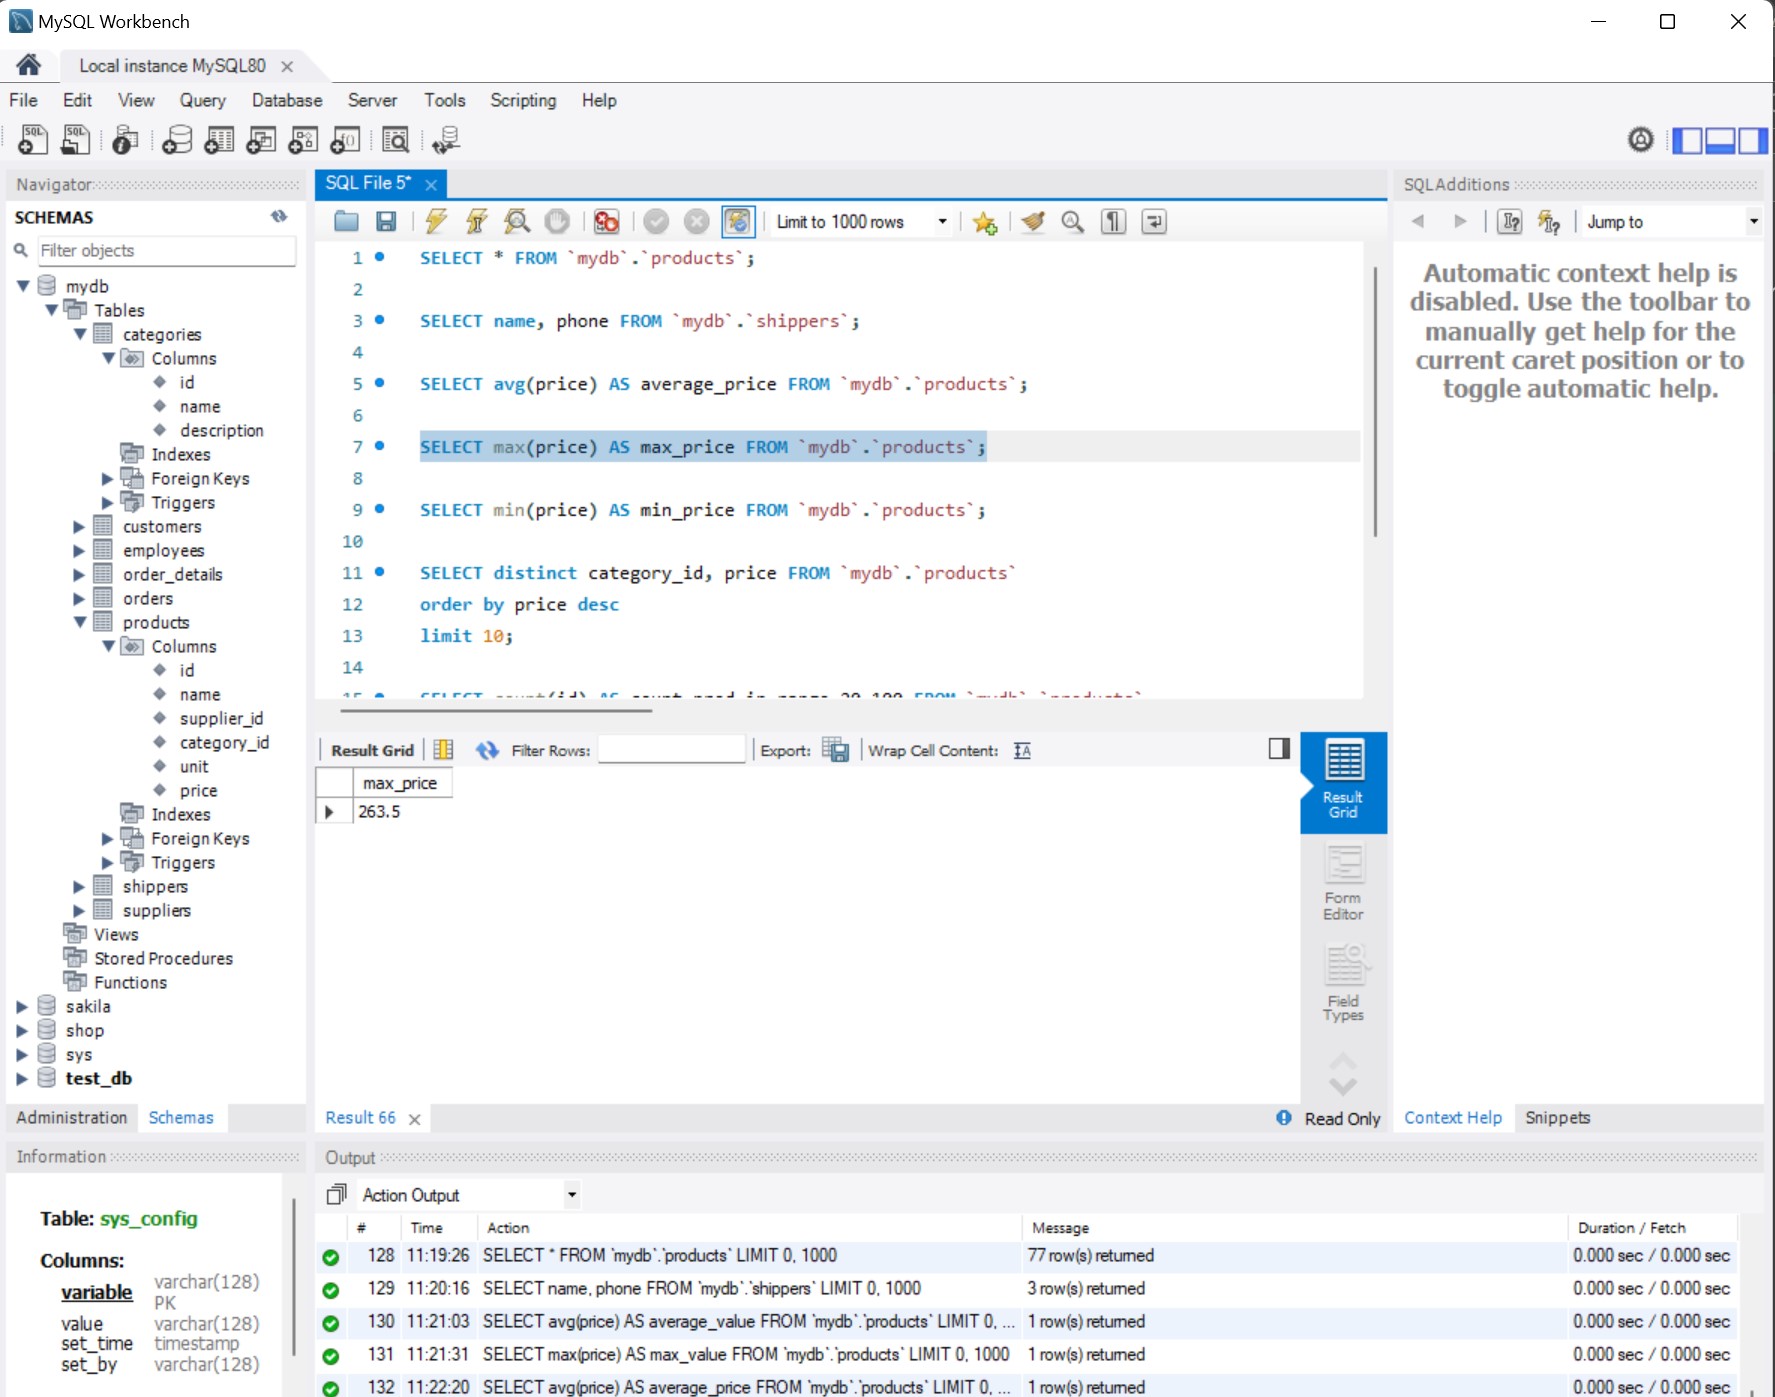 MySQL Workbench
Local instance MySQL80
File Edit View Query Database Server Tools Scripting Help
Navigator
SCHEMAS
Filter objects
mydb
Tables
categories
Columns
id
name
description
Indexes
Foreign Keys
Triggers
customers
employees
order_details
orders
products
Columns
id
name
supplier_id
category_id
unit
price
Indexes
Foreign Keys
Triggers
shippers
suppliers
Views
Stored Procedures
Functions
sakila
shop
sys
test_db
Administration Schemas
Information
Table: sys_config
Columns:
variable varchar(128)
PK
value varchar(128)
set_time timestamp
set_by varchar(128)
SQL File 5*
Limit to 1000 rows
1 SELECT * FROM `mydb`.`products`;
2
3 SELECT name, phone FROM `mydb`.`shippers`;
4
5 SELECT avg(price) AS average_price FROM `mydb`.`products`;
6
7 SELECT max(price) AS max_price FROM `mydb`.`products`;
8
9 SELECT min(price) AS min_price FROM `mydb`.`products`;
10
11 SELECT distinct category_id, price FROM `mydb`.`products`
12 order by price desc
13 limit 10;
14
15 SELECT count(id) AS count_prod_in_range_20_100 FROM `mydb`.`products`
Result Grid Filter Rows: Export: Wrap Cell Content:
max_price
263.5
Result
Grid
Form
Editor
Field
Types
Result 66
Read Only
SQLAdditions
Jump to
Automatic context help is
disabled. Use the toolbar to
manually get help for the
current caret position or to
toggle automatic help.
Context Help Snippets
Output
Action Output
# Time Action Message Duration / Fetch
128 11:19:26 SELECT * FROM `mydb`.`products` LIMIT 0, 1000 77 row(s) returned 0.000 sec / 0.000 sec
129 11:20:16 SELECT name, phone FROM `mydb`.`shippers` LIMIT 0, 1000 3 row(s) returned 0.000 sec / 0.000 sec
130 11:21:03 SELECT avg(price) AS average_value FROM `mydb`.`products` LIMIT 0, ... 1 row(s) returned 0.000 sec / 0.000 sec
131 11:21:31 SELECT max(price) AS max_value FROM `mydb`.`products` LIMIT 0, 1000 1 row(s) returned 0.000 sec / 0.000 sec
132 11:22:20 SELECT avg(price) AS average_price FROM `mydb`.`products` LIMIT 0, ... 1 row(s) returned 0.000 sec / 0.000 sec